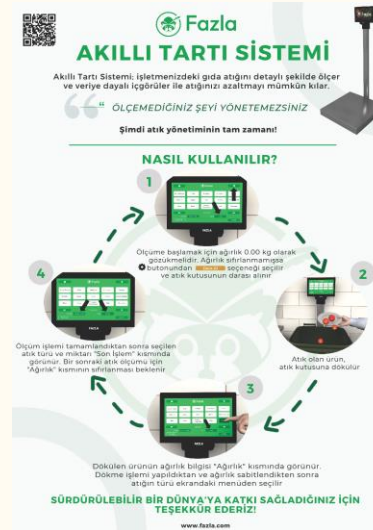 Fazla
AKILLI TARTI SİSTEMİ
Akıllı Tartı Sistemi; işletmenizdeki gıda atığını detaylı şekilde ölçer
ve veriye dayalı içgörüler ile atığınızı azaltmayı mümkün kılar.
“ ÖLÇEMEDİĞİNİZ ŞEYİ YÖNETEMEZSİNİZ
Şimdi atık yönetiminin tam zamanı!
NASIL KULLANILIR?
1
Ölçüme başlamak için ağırlık 0.00 kg olarak
gözükmelidir. Ağırlık sıfırlanmamışsa
butonundan seçeneği seçilir
ve atık kutusunun darası alınır
2
Atık olan ürün,
atık kutusuna dökülür
3
Dökülen ürünün ağırlık bilgisi "Ağırlık" kısmında görünür.
Dökme işlemi yapıldıktan ve ağırlık sabitlendikten sonra
atığın türü ekrandaki menüden seçilir
4
Ölçüm işlemi tamamlandıktan sonra seçilen
atık türü ve miktarı "Son İşlem" kısmında
görünür. Bir sonraki atık ölçümü için
"Ağırlık" kısmının sıfırlanması beklenir
SÜRDÜRÜLEBİLİR BİR DÜNYA'YA KATKI SAĞLADIĞINIZ İÇİN
TEŞEKKÜR EDERİZ!
www.fazla.com